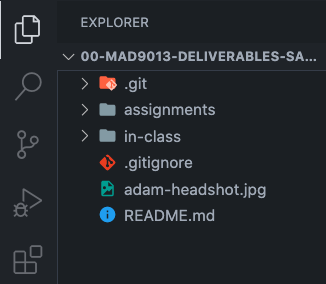 EXPLORER
00-MAD9013-DELIVERABLES-SA...
.git
assignments
in-class
.gitignore
adam-headshot.jpg
README.md